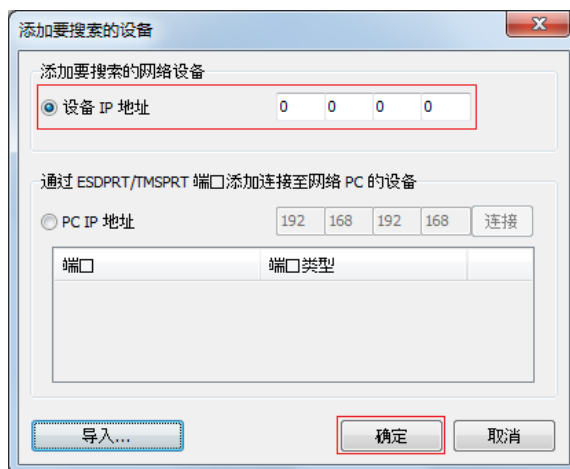 添加要搜索的设备
添加要搜索的网络设备
设备 IP 地址 0 0 0 0
通过 ESDPRT/TMSPRT 端口添加连接至网络 PC 的设备
PC IP 地址 192 168 192 168 连接
端口 端口类型
导入... 确定 取消